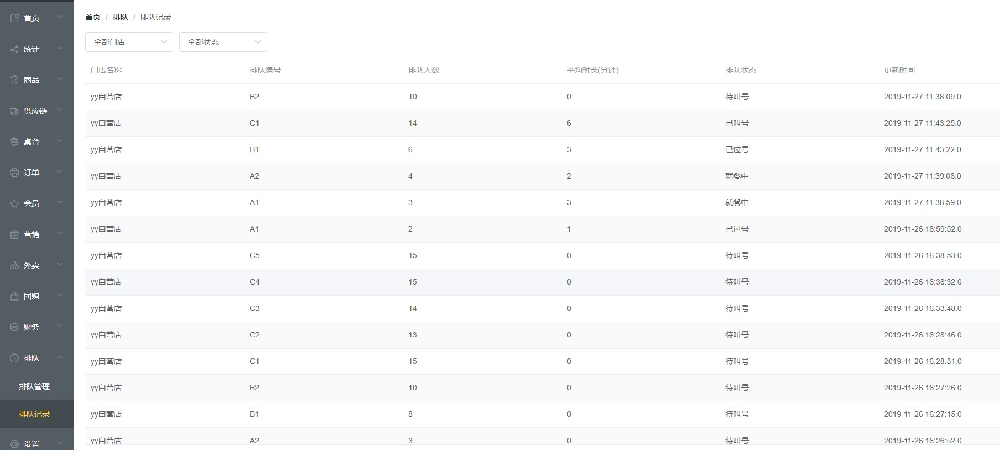 首页
统计
商品
供应链
桌台
订单
会员
营销
外卖
团购
财务
排队
排队管理
排队记录
设置
首页 / 排队 / 排队记录
全部门店 全部状态
门店名称 排队编号 排队人数 平均时长(分钟) 排队状态 更新时间
yy自营店 B2 10 0 待叫号 2019-11-27 11:38:09.0
yy自营店 C1 14 6 已叫号 2019-11-27 11:43:25.0
yy自营店 B1 6 3 已过号 2019-11-27 11:43:22.0
yy自营店 A2 4 2 就餐中 2019-11-27 11:39:08.0
yy自营店 A1 3 3 就餐中 2019-11-27 11:38:59.0
yy自营店 A1 2 1 已过号 2019-11-26 18:59:52.0
yy自营店 C5 15 0 待叫号 2019-11-26 16:38:53.0
yy自营店 C4 15 0 待叫号 2019-11-26 16:38:32.0
yy自营店 C3 14 0 待叫号 2019-11-26 16:33:48.0
yy自营店 C2 13 0 待叫号 2019-11-26 16:28:46.0
yy自营店 C1 15 0 待叫号 2019-11-26 16:28:31.0
yy自营店 B2 10 0 待叫号 2019-11-26 16:27:26.0
yy自营店 B1 8 0 待叫号 2019-11-26 16:27:15.0
yy自营店 A2 3 0 待叫号 2019-11-26 16:26:52.0